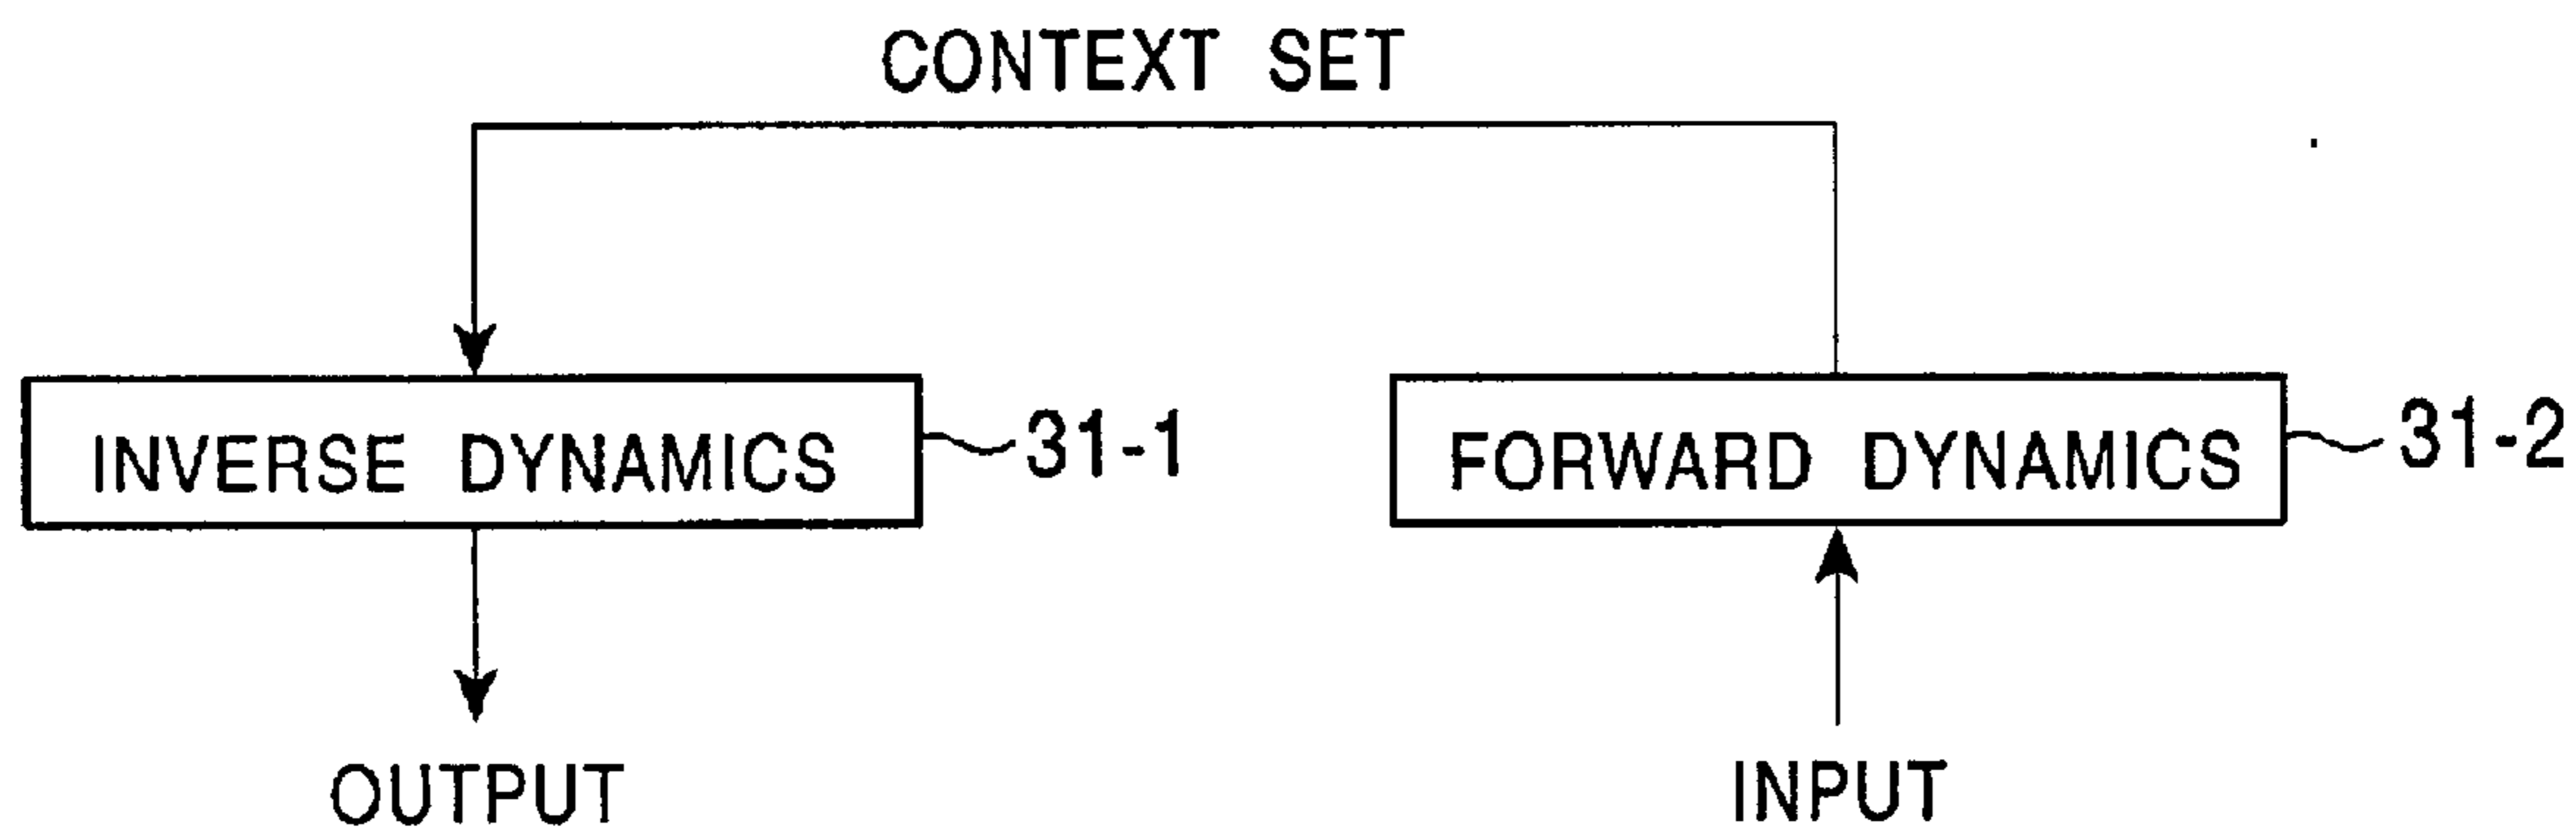 CONTEXT SET
INVERSE DYNAMICS
31-1
FORWARD DYNAMICS
31-2
OUTPUT
INPUT